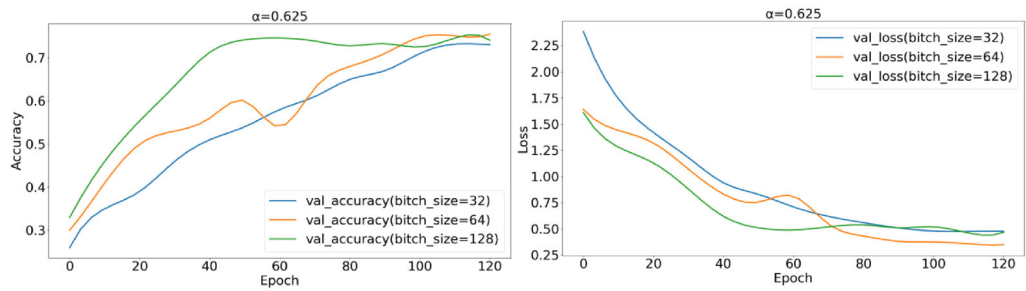 α=0.625
Accuracy
0.7
0.6
0.5
0.4
0.3
val_accuracy(bitch_size=32)
val_accuracy(bitch_size=64)
val_accuracy(bitch_size=128)
0 20 40 60 80 100 120
Epoch
α=0.625
Loss
2.25
2.00
1.75
1.50
1.25
1.00
0.75
0.50
0.25
val_loss(bitch_size=32)
val_loss(bitch_size=64)
val_loss(bitch_size=128)
0 20 40 60 80 100 120
Epoch